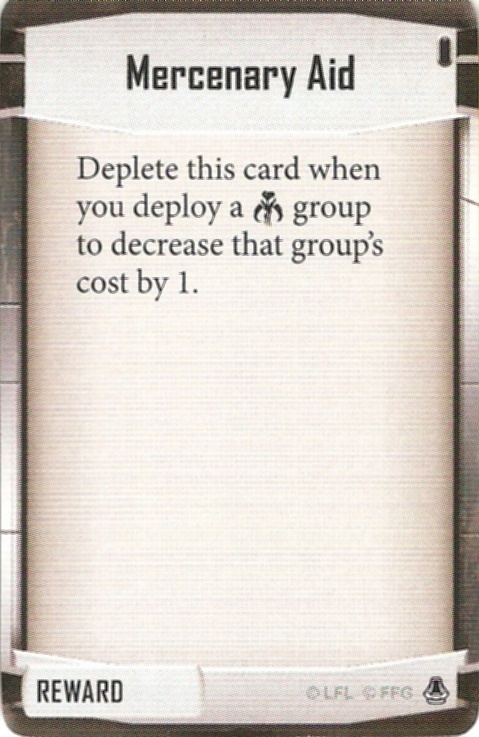 Mercenary Aid
Deplete this card when
you deploy a group
to decrease that group's
cost by 1.
REWARD
© LFL © FFG